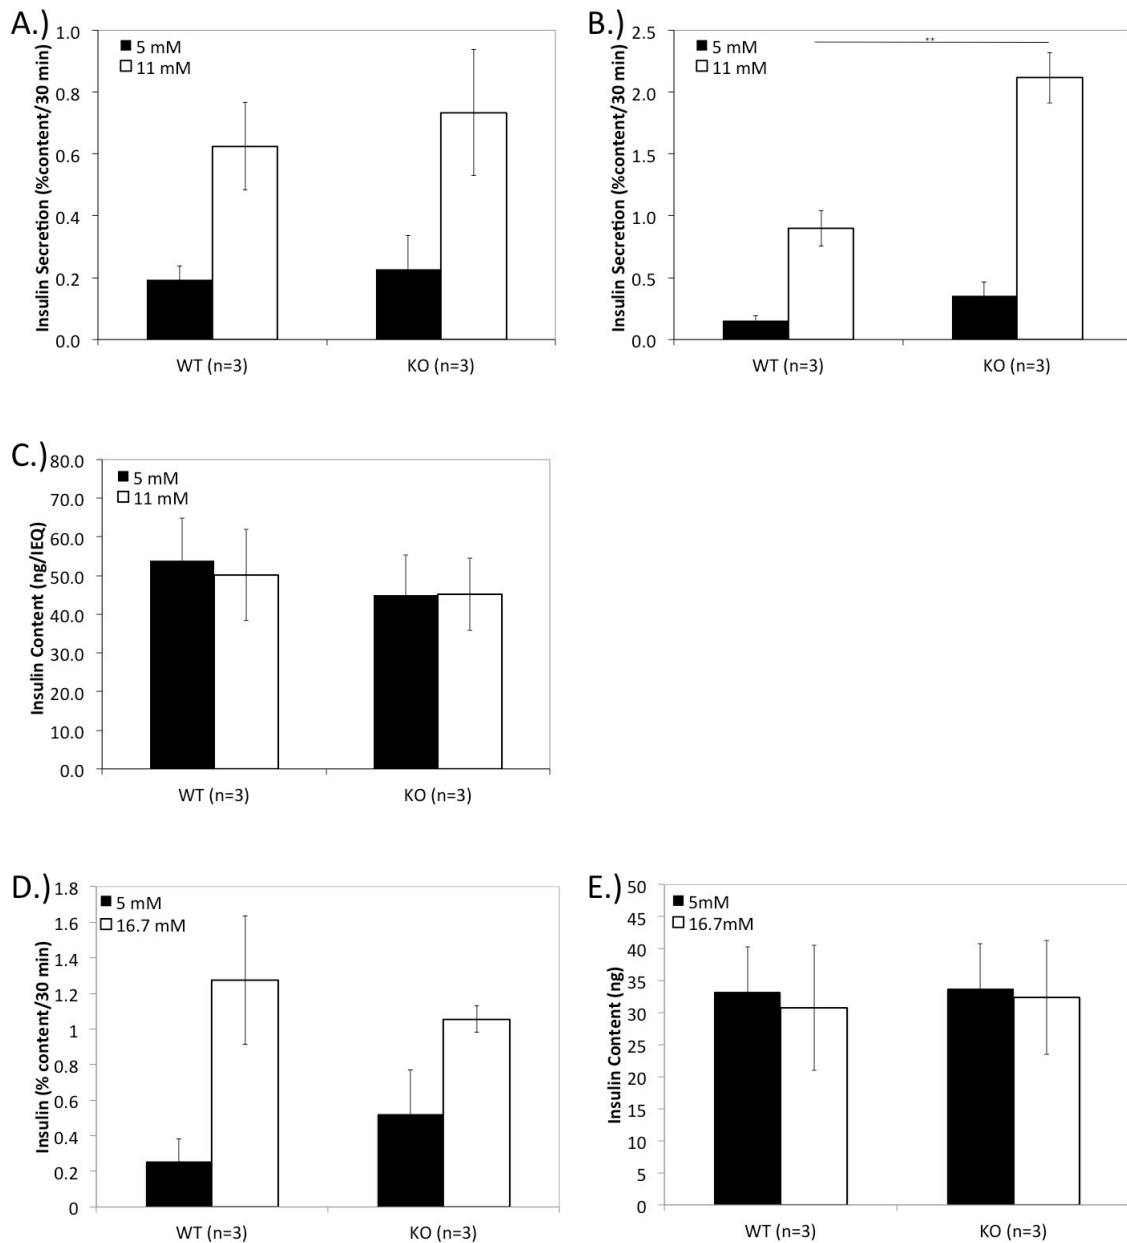 A.)
Insulin Secretion (%content/30 min)
1.0
0.8
0.6
0.4
0.2
0.0
5 mM
11 mM
WT (n=3)
KO (n=3)
B.)
Insulin Secretion (%content/30 min)
2.5
2.0
1.5
1.0
0.5
0.0
5 mM
11 mM
**
WT (n=3)
KO (n=3)
C.)
Insulin Content (ng/IEQ)
80.0
70.0
60.0
50.0
40.0
30.0
20.0
10.0
0.0
5 mM
11 mM
WT (n=3)
KO (n=3)
D.)
Insulin (% content/30 min)
1.8
1.6
1.4
1.2
1
0.8
0.6
0.4
0.2
0
5 mM
16.7 mM
WT (n=3)
KO (n=3)
E.)
Insulin Content (ng)
50
45
40
35
30
25
20
15
10
5
0
5mM
16.7mM
WT (n=3)
KO (n=3)